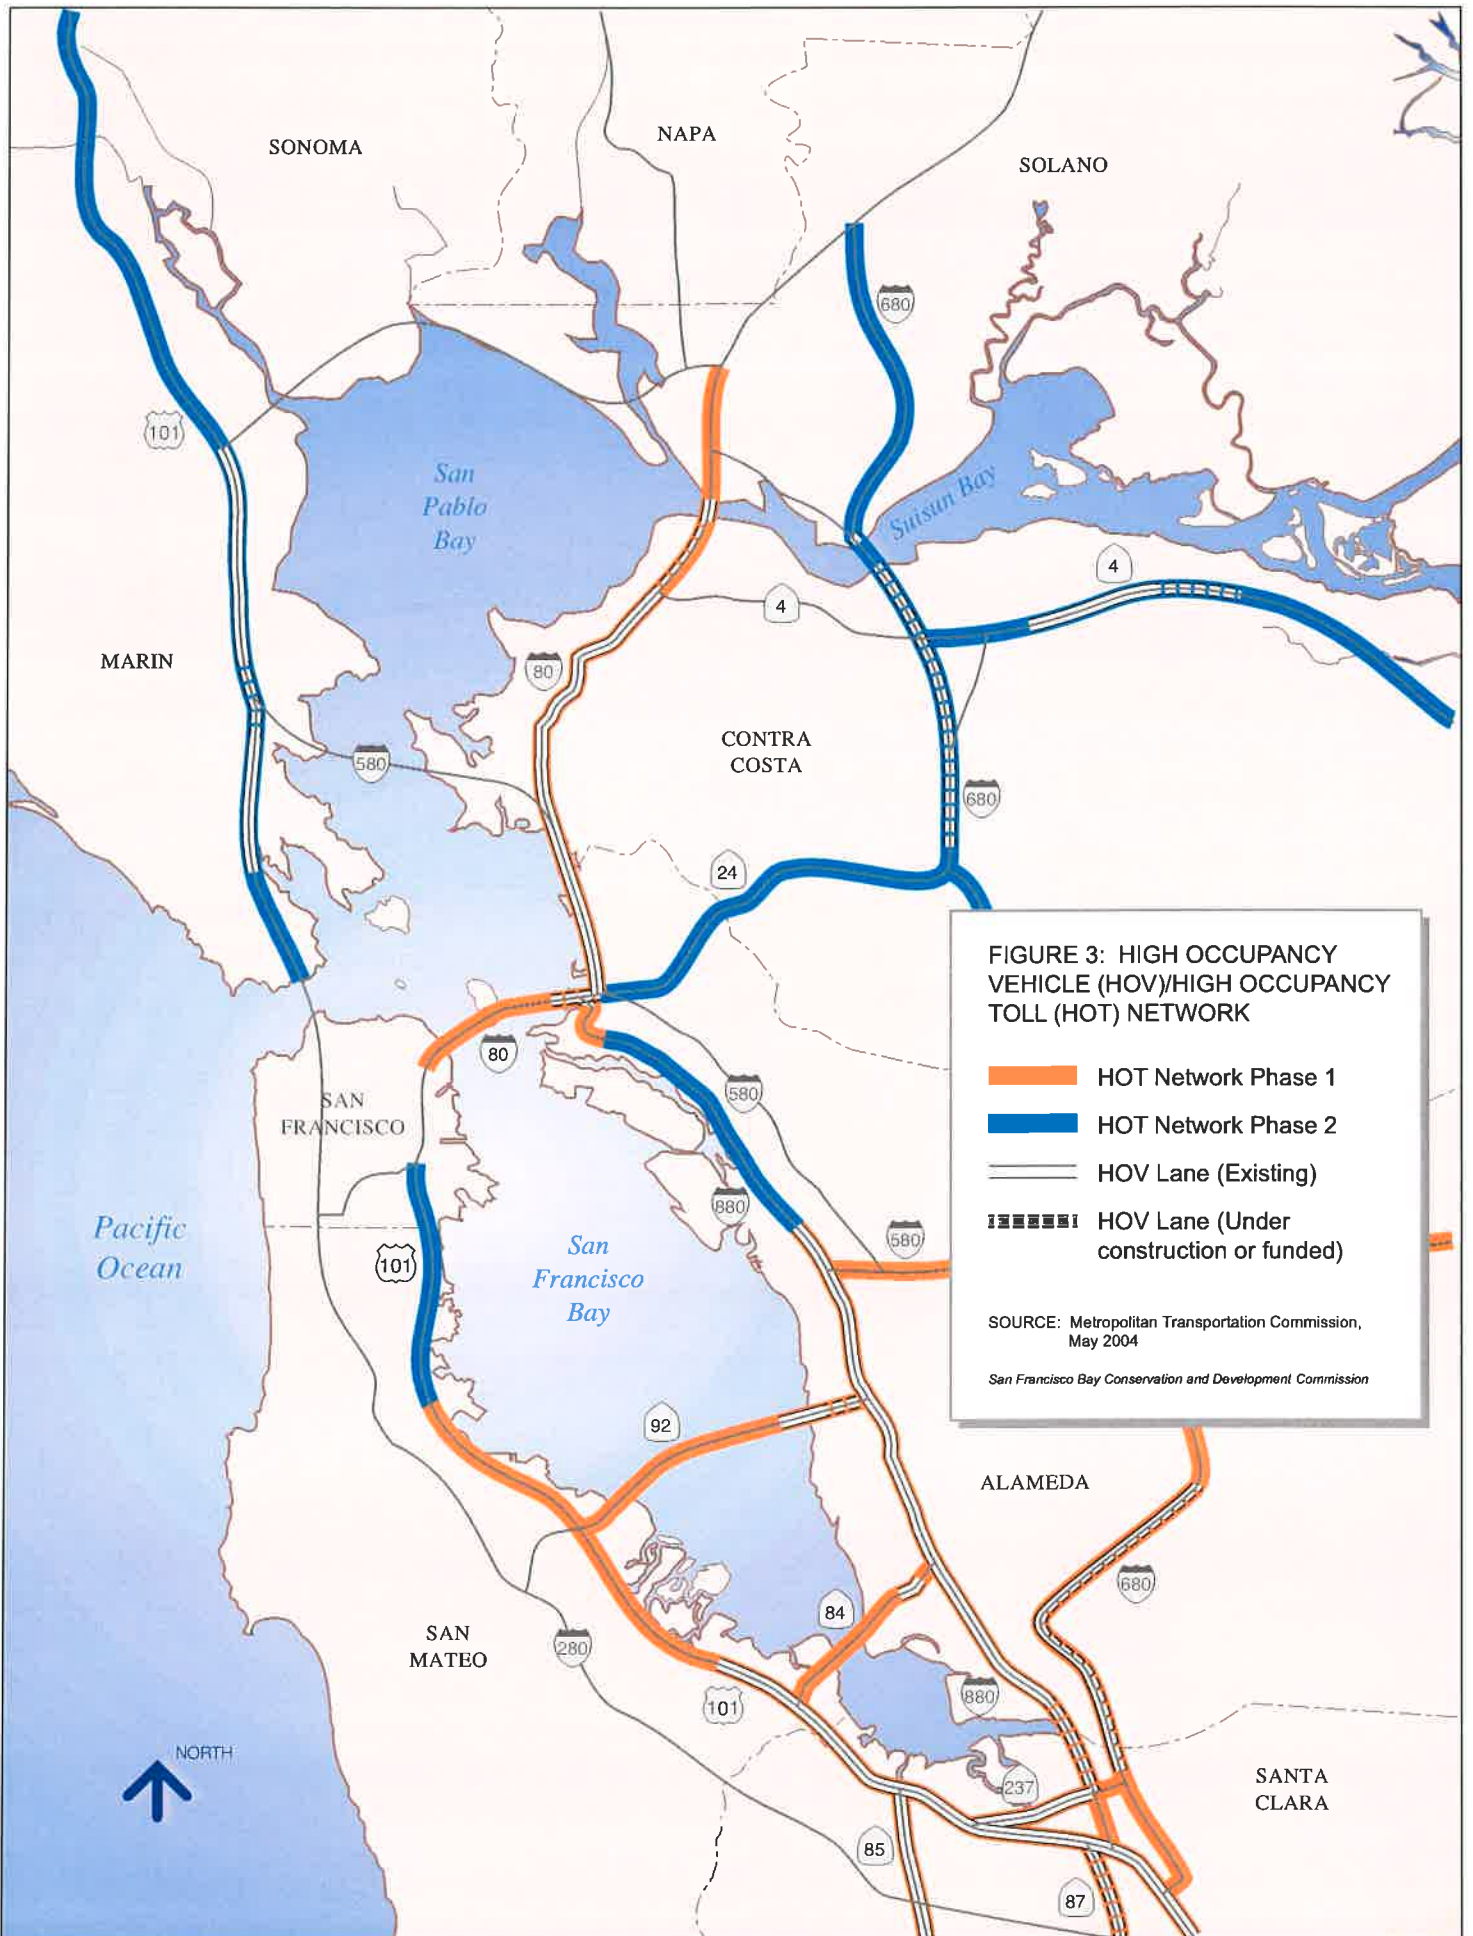 SONOMA
NAPA
SOLANO
680
101
San
Pablo
Bay
Suisun Bay
4
4
80
MARIN
CONTRA
COSTA
580
680
24
FIGURE 3: HIGH OCCUPANCY
VEHICLE (HOV)/HIGH OCCUPANCY
TOLL (HOT) NETWORK
HOT Network Phase 1
HOT Network Phase 2
HOV Lane (Existing)
HOV Lane (Under
construction or funded)
SOURCE: Metropolitan Transportation Commission,
May 2004
San Francisco Bay Conservation and Development Commission
80
580
SAN
FRANCISCO
880
580
Pacific
Ocean
101
San
Francisco
Bay
92
ALAMEDA
680
84
SAN
MATEO
280
101
880
NORTH
237
SANTA
CLARA
85
87